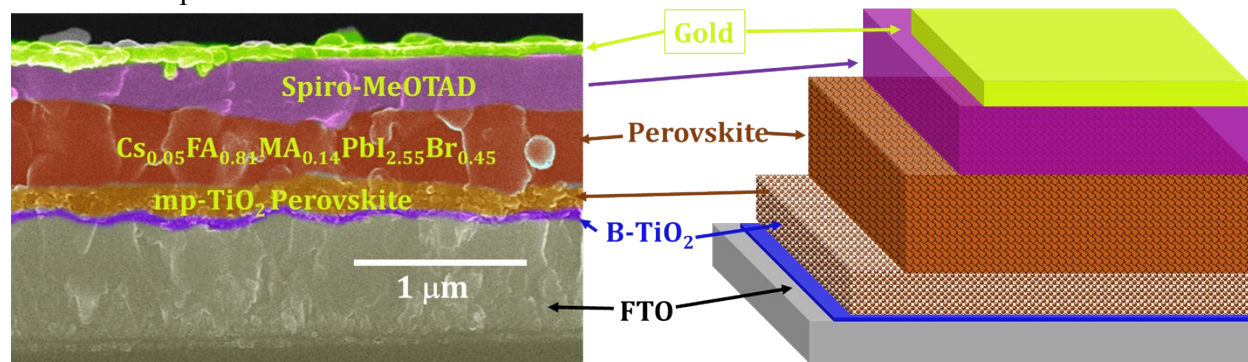 Gold
Spiro-MeOTAD
Perovskite
Cs₀.₀₅FA₀.₈₁MA₀.₁₄PbI₂.₅₅Br₀.₄₅
mp-TiO₂ Perovskite
B-TiO₂
1 μm
FTO